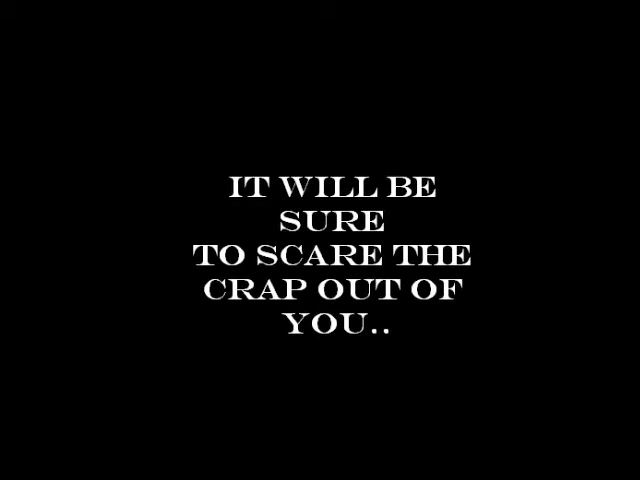 IT WILL BE
SURE
TO SCARE THE
CRAP OUT OF
YOU..